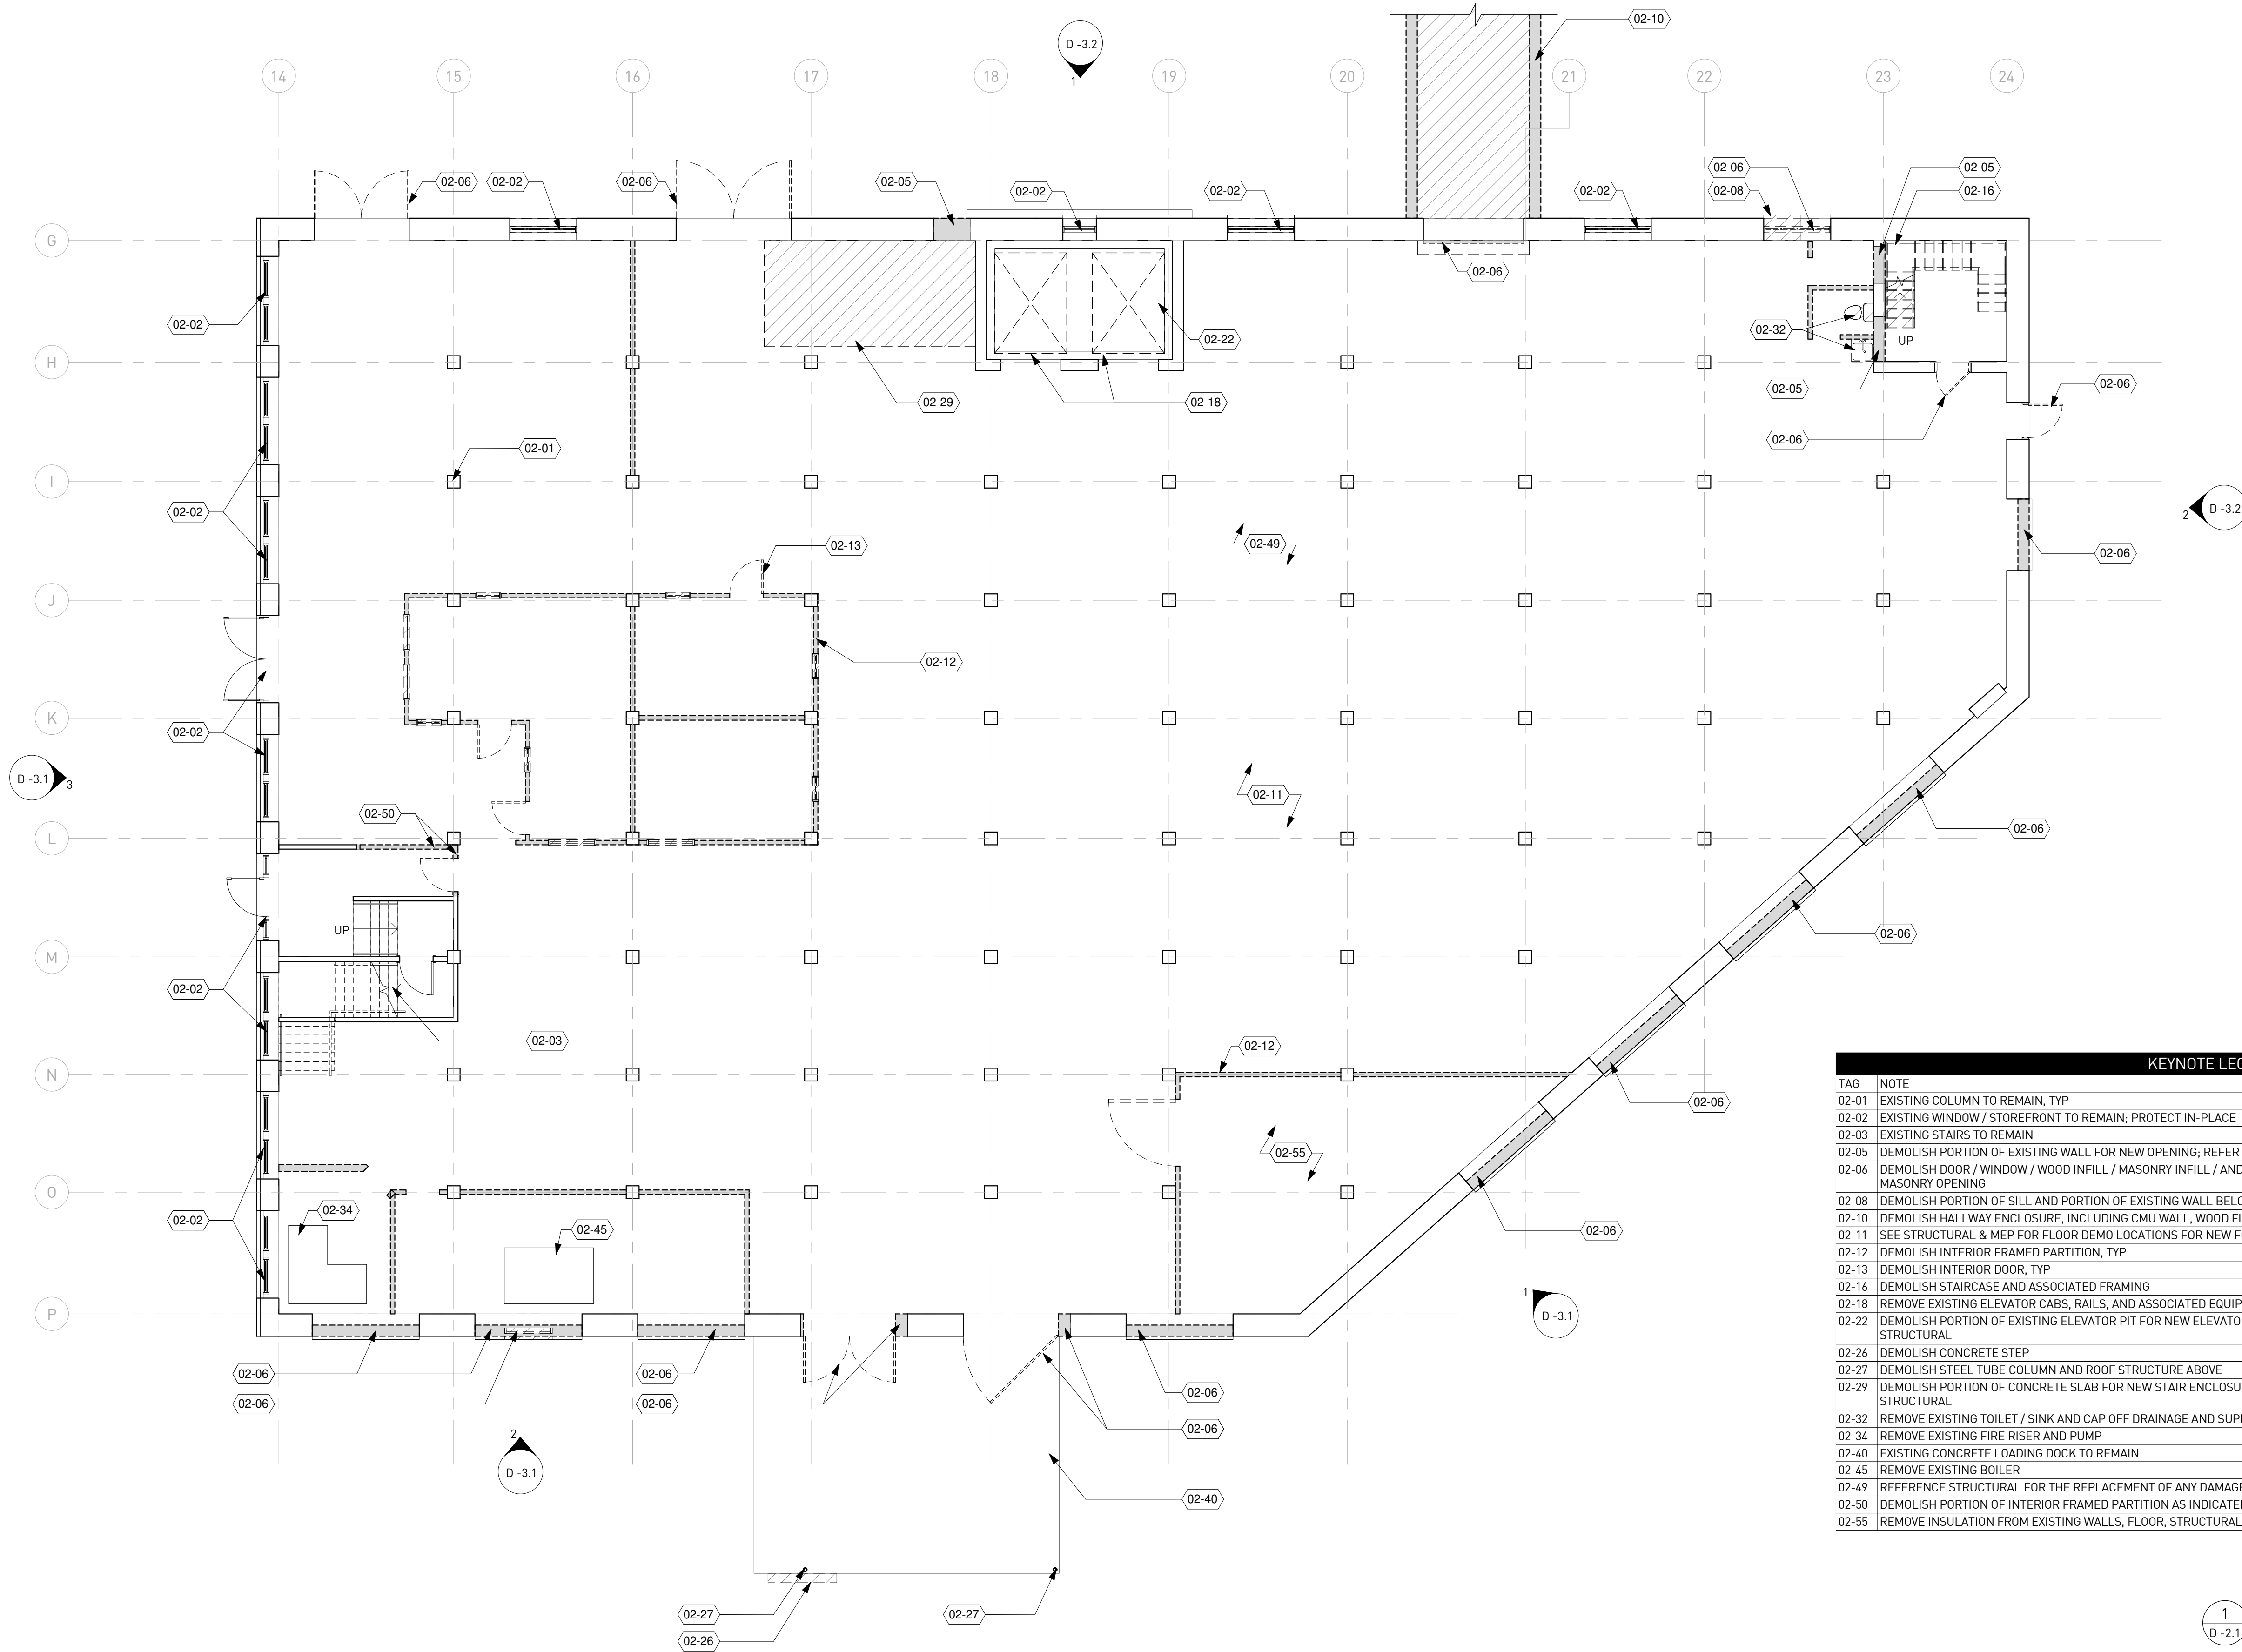 02-10
D -3.2
1
14
15
16
17
18
19
20
21
22
23
24
02-06
02-02
02-06
02-05
02-02
02-02
02-02
02-06
02-08
02-05
02-16
G
02-06
02-02
02-32
02-22
UP
H
02-29
02-18
02-05
02-06
02-06
02-01
I
02-02
2
D -3.2
02-13
02-49
02-06
J
02-12
K
02-02
D -3.1
3
02-11
02-50
02-06
L
UP
02-06
M
02-02
02-03
02-12
N
02-06
02-55
O
02-34
02-45
02-02
02-06
1
D -3.1
P
02-06
02-06
02-06
02-06
02-06
02-06
2
D -3.1
02-40
02-27
02-27
02-26
KEYNOTE LEG
TAG NOTE
02-01 EXISTING COLUMN TO REMAIN, TYP
02-02 EXISTING WINDOW / STOREFRONT TO REMAIN; PROTECT IN-PLACE
02-03 EXISTING STAIRS TO REMAIN
02-05 DEMOLISH PORTION OF EXISTING WALL FOR NEW OPENING; REFER
02-06 DEMOLISH DOOR / WINDOW / WOOD INFILL / MASONRY INFILL / AND
MASONRY OPENING
02-08 DEMOLISH PORTION OF SILL AND PORTION OF EXISTING WALL BELO
02-10 DEMOLISH HALLWAY ENCLOSURE, INCLUDING CMU WALL, WOOD FL
02-11 SEE STRUCTURAL & MEP FOR FLOOR DEMO LOCATIONS FOR NEW FO
02-12 DEMOLISH INTERIOR FRAMED PARTITION, TYP
02-13 DEMOLISH INTERIOR DOOR, TYP
02-16 DEMOLISH STAIRCASE AND ASSOCIATED FRAMING
02-18 REMOVE EXISTING ELEVATOR CABS, RAILS, AND ASSOCIATED EQUIP
02-22 DEMOLISH PORTION OF EXISTING ELEVATOR PIT FOR NEW ELEVATO
STRUCTURAL
02-26 DEMOLISH CONCRETE STEP
02-27 DEMOLISH STEEL TUBE COLUMN AND ROOF STRUCTURE ABOVE
02-29 DEMOLISH PORTION OF CONCRETE SLAB FOR NEW STAIR ENCLOSU
STRUCTURAL
02-32 REMOVE EXISTING TOILET / SINK AND CAP OFF DRAINAGE AND SUP
02-34 REMOVE EXISTING FIRE RISER AND PUMP
02-40 EXISTING CONCRETE LOADING DOCK TO REMAIN
02-45 REMOVE EXISTING BOILER
02-49 REFERENCE STRUCTURAL FOR THE REPLACEMENT OF ANY DAMAGE
02-50 DEMOLISH PORTION OF INTERIOR FRAMED PARTITION AS INDICATE
02-55 REMOVE INSULATION FROM EXISTING WALLS, FLOOR, STRUCTURAL
1
D -2.1